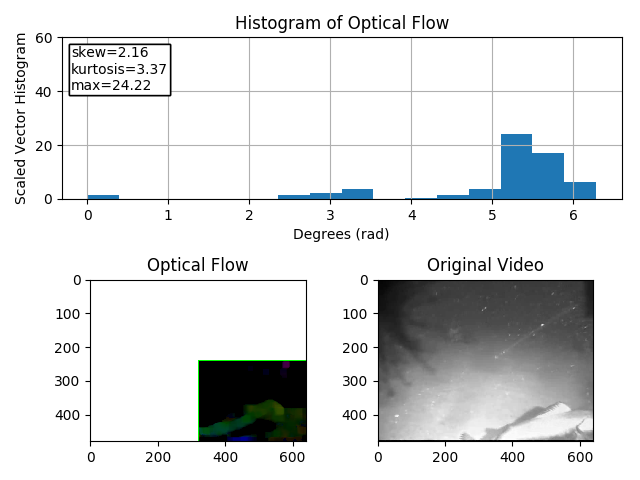 Histogram of Optical Flow
60
40
20
0
Scaled Vector Histogram
skew=2.16
kurtosis=3.37
max=24.22
0 1 2 3 4 5 6
Degrees (rad)
Optical Flow
0
100
200
300
400
0 200 400 600
Original Video
0
100
200
300
400
0 200 400 600